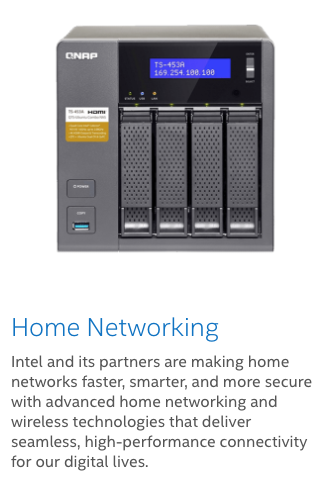 QNAP
TS-453A
169.254.100.100
TS-453A HDMI
Home Networking
Intel and its partners are making home
networks faster, smarter, and more secure
with advanced home networking and
wireless technologies that deliver
seamless, high-performance connectivity
for our digital lives.